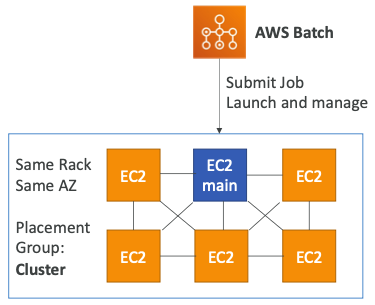 AWS Batch
Submit Job
Launch and manage
Same Rack
Same AZ
EC2
EC2
main
EC2
Placement
Group:
Cluster
EC2
EC2
EC2